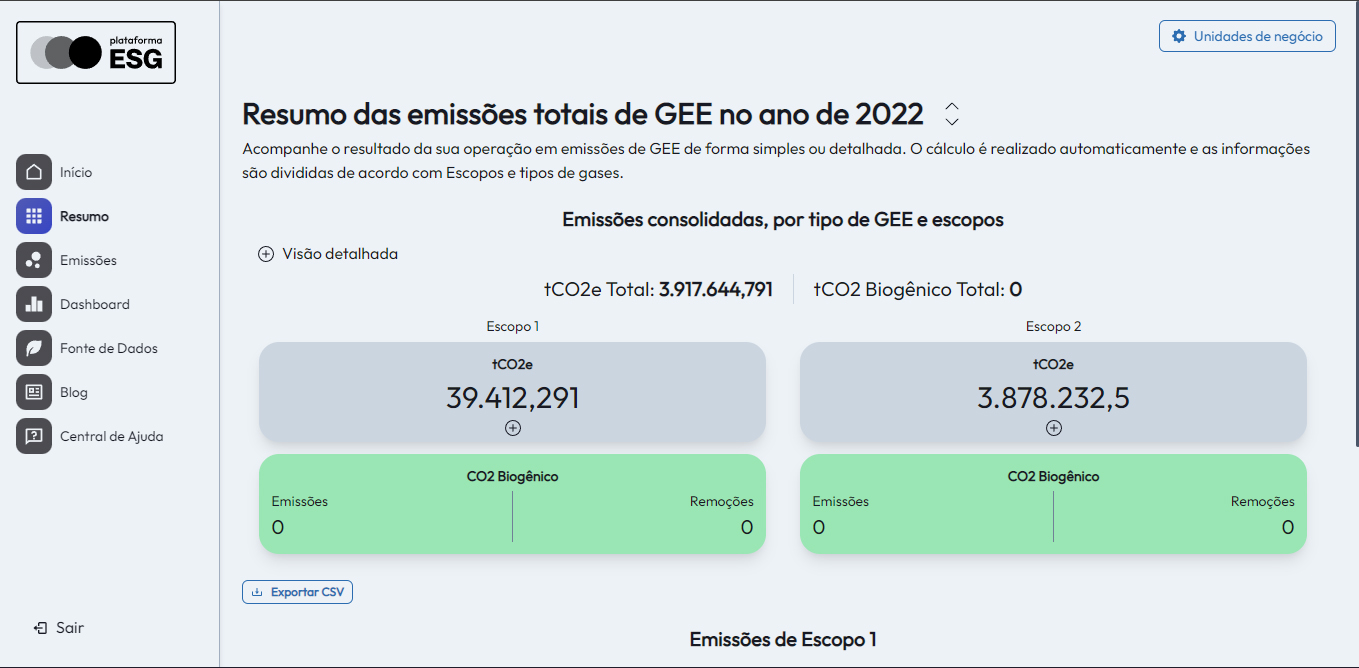 plataforma
ESG
Unidades de negócio
Resumo das emissões totais de GEE no ano de 2022
Acompanhe o resultado da sua operação em emissões de GEE de forma simples ou detalhada. O cálculo é realizado automaticamente e as informações
são divididas de acordo com Escopos e tipos de gases.
Início
Resumo
Emissões
Dashboard
Fonte de Dados
Blog
Central de Ajuda
Sair
Emissões consolidadas, por tipo de GEE e escopos
Visão detalhada
tCO2e Total: 3.917.644,791
tCO2 Biogênico Total: 0
Escopo 1
tCO2e
39.412,291
CO2 Biogênico
Emissões
Remoções
0
0
Escopo 2
tCO2e
3.878.232,5
CO2 Biogênico
Emissões
Remoções
0
0
Exportar CSV
Emissões de Escopo 1